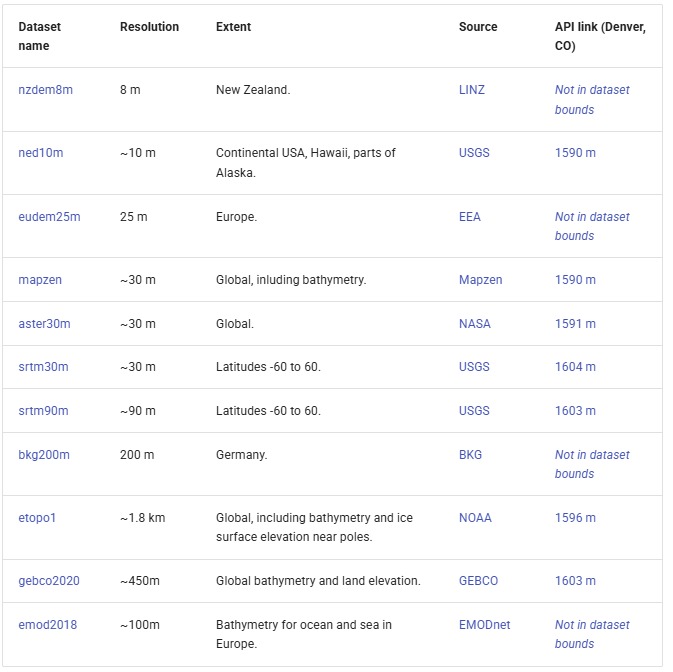 Dataset name
Resolution
Extent
Source
API link (Denver, CO)
nzdem8m
8 m
New Zealand.
LINZ
Not in dataset
bounds
ned10m
~10 m
Continental USA, Hawaii, parts of
Alaska.
USGS
1590 m
eudem25m
25 m
Europe.
EEA
Not in dataset
bounds
mapzen
~30 m
Global, inluding bathymetry.
Mapzen
1590 m
aster30m
~30 m
Global.
NASA
1591 m
srtm30m
~30 m
Latitudes -60 to 60.
USGS
1604 m
srtm90m
~90 m
Latitudes -60 to 60.
USGS
1603 m
bkg200m
200 m
Germany.
BKG
Not in dataset
bounds
etopo1
~1.8 km
Global, including bathymetry and ice
surface elevation near poles.
NOAA
1596 m
gebco2020
~450m
Global bathymetry and land elevation.
GEBCO
1603 m
emod2018
~100m
Bathymetry for ocean and sea in
Europe.
EMODnet
Not in dataset
bounds